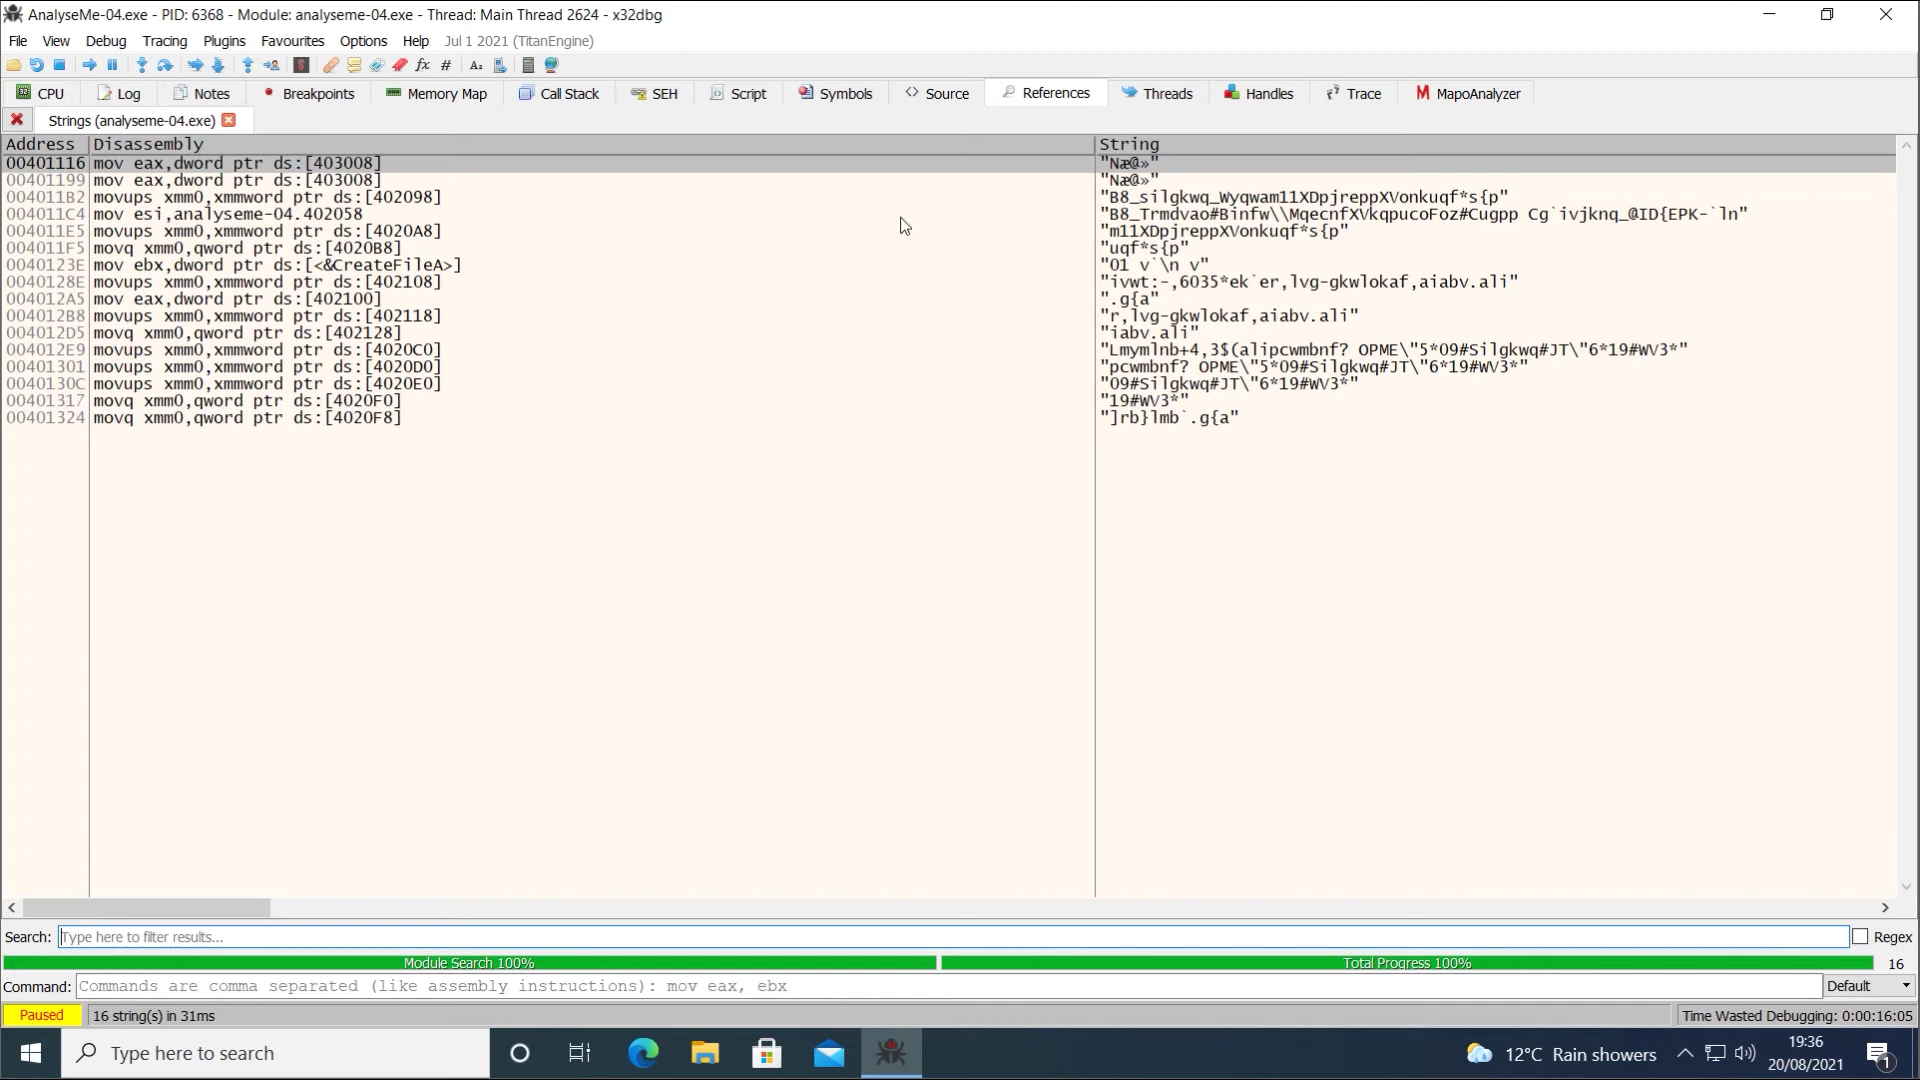 AnalyseMe-04.exe - PID: 6368 - Module: analyseme-04.exe - Thread: Main Thread 2624 - x32dbg
File View Debug Tracing Plugins Favourites Options Help Jul 1 2021 (TitanEngine)
CPU Log Notes Breakpoints Memory Map Call Stack SEH Script Symbols Source References Threads Handles Trace MapoAnalyzer
Strings (analyseme-04.exe)
Address Disassembly String
00401116 mov eax,dword ptr ds:[403008] "Næ@»"
00401199 mov eax,dword ptr ds:[403008] "Næ@»"
004011B2 movups xmm0,xmmword ptr ds:[402098] "B8_silgkwq_Wyqwam11XDpjreppXVonkuqf*s{p"
004011C4 mov esi,analyseme-04.402058 "B8_Trmdvao#Binfw\\MqecnfXVkqpucoFoz#Cugpp Cg`ivjknq_@ID{EPK-`ln"
004011E5 movups xmm0,xmmword ptr ds:[4020A8] "m11XDpjreppXVonkuqf*s{p"
004011F5 movq xmm0,qword ptr ds:[4020B8] "uqf*s{p"
0040123E mov ebx,dword ptr ds:[<&CreateFileA>] "O1 v`\n v"
0040128E movups xmm0,xmmword ptr ds:[402108] "ivwt:-,6035*ek`er,lvg-gkwlokaf,aiabv.ali"
004012A5 mov eax,dword ptr ds:[402100] ".g{a"
004012B8 movups xmm0,xmmword ptr ds:[402118] "r,lvg-gkwlokaf,aiabv.ali"
004012D5 movq xmm0,qword ptr ds:[402128] "iabv.ali"
004012E9 movups xmm0,xmmword ptr ds:[4020C0] "Lmymlnb+4,3$(alipcwmbnf? OPME\"5*09#Silgkwq#JT\"6*19#WV3*"
00401301 movups xmm0,xmmword ptr ds:[4020D0] "pcwmbnf? OPME\"5*09#Silgkwq#JT\"6*19#WV3*"
0040130C movups xmm0,xmmword ptr ds:[4020E0] "09#Silgkwq#JT\"6*19#WV3*"
00401317 movq xmm0,qword ptr ds:[4020F0] "19#WV3*"
00401324 movq xmm0,qword ptr ds:[4020F8] "]rb}lmb`.g{a"
Search: Type here to filter results... Regex
Module Search 100% Total Progress 100% 16
Command: Commands are comma separated (like assembly instructions): mov eax, ebx Default
Paused 16 string(s) in 31ms Time Wasted Debugging: 0:00:16:05
Type here to search 12°C Rain showers 19:36
20/08/2021 1